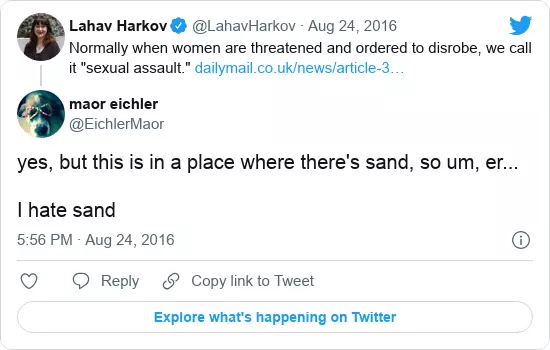 Lahav Harkov @LahavHarkov · Aug 24, 2016
Normally when women are threatened and ordered to disrobe, we call
it "sexual assault." dailymail.co.uk/news/article-3…
maor eichler
@EichlerMaor
yes, but this is in a place where there's sand, so um, er...
I hate sand
5:56 PM · Aug 24, 2016
Reply
Copy link to Tweet
Explore what's happening on Twitter